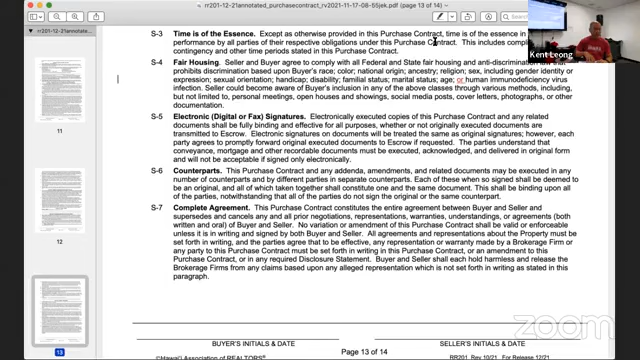 rr201-12-21annotated_purchasecontract_rv2021-11-17-08-55jek.pdf (page 13 of 14)
S-3 Time is of the Essence. Except as otherwise provided in this Purchase Contract, time is of the essence in
performance by all parties of their respective obligations under this Purchase Contract. This includes compl
contingency and other time periods stated in this Purchase Contract.
S-4 Fair Housing. Seller and Buyer agree to comply with all Federal and State fair housing and anti-discrimination
prohibits discrimination based upon Buyer's race; color; national origin; ancestry; religion; sex, including gender identity or
expression; sexual orientation; handicap; disability; familial status; marital status; age; or human immunodeficiency virus
infection. Seller could become aware of Buyer's inclusion in any of the above classes through various methods, including,
but not limited to, personal meetings, open houses and showings, social media posts, cover letters, photographs, or other
documentation.
S-5 Electronic (Digital or Fax) Signatures. Electronically executed copies of this Purchase Contract and any related
documents shall be fully binding and effective for all purposes, whether or not originally executed documents are
transmitted to Escrow. Electronic signatures on documents will be treated the same as original signatures; however, each
party agrees to promptly forward original executed documents to Escrow if requested. The parties understand that
conveyance, mortgage and other recordable documents must be executed, acknowledged, and delivered in original form
and will not be acceptable if signed only electronically.
S-6 Counterparts. This Purchase Contract and any addenda, amendments, and related documents may be executed in any
number of counterparts and by different parties in separate counterparts. Each of these when so signed shall be deemed to
be an original, and all of which taken together shall constitute one and the same document. This shall be binding upon all
of the parties, notwithstanding that all of the parties do not sign the original or the same counterpart.
S-7 Complete Agreement. This Purchase Contract constitutes the entire agreement between Buyer and Seller and
supersedes and cancels any and all prior negotiations, representations, warranties, understandings, or agreements (both
written and oral) of Buyer and Seller. No variation or amendment of this Purchase Contract shall be valid or enforceable
unless it is in writing and signed by both Buyer and Seller. All agreements and representations about the Property must be
set forth in writing, and the parties agree that to be effective, any representation or warranty made by a Brokerage Firm or
any party to this Purchase Contract must be set forth in writing in this Purchase Contract, or an amendment to this
Purchase Contract, or in any required Disclosure Statement. Buyer and Seller shall each hold harmless and release the
Brokerage Firms from any claims based upon any alleged representation which is not set forth in writing as stated in this
paragraph.
BUYER'S INITIALS & DATE
SELLER'S INITIALS & DATE
©Hawai'i Association of REALTORS®
Page 13 of 14
RR201 Rev. 10/21 For Release 12/21
11
12
13
Kent Leong
zoom